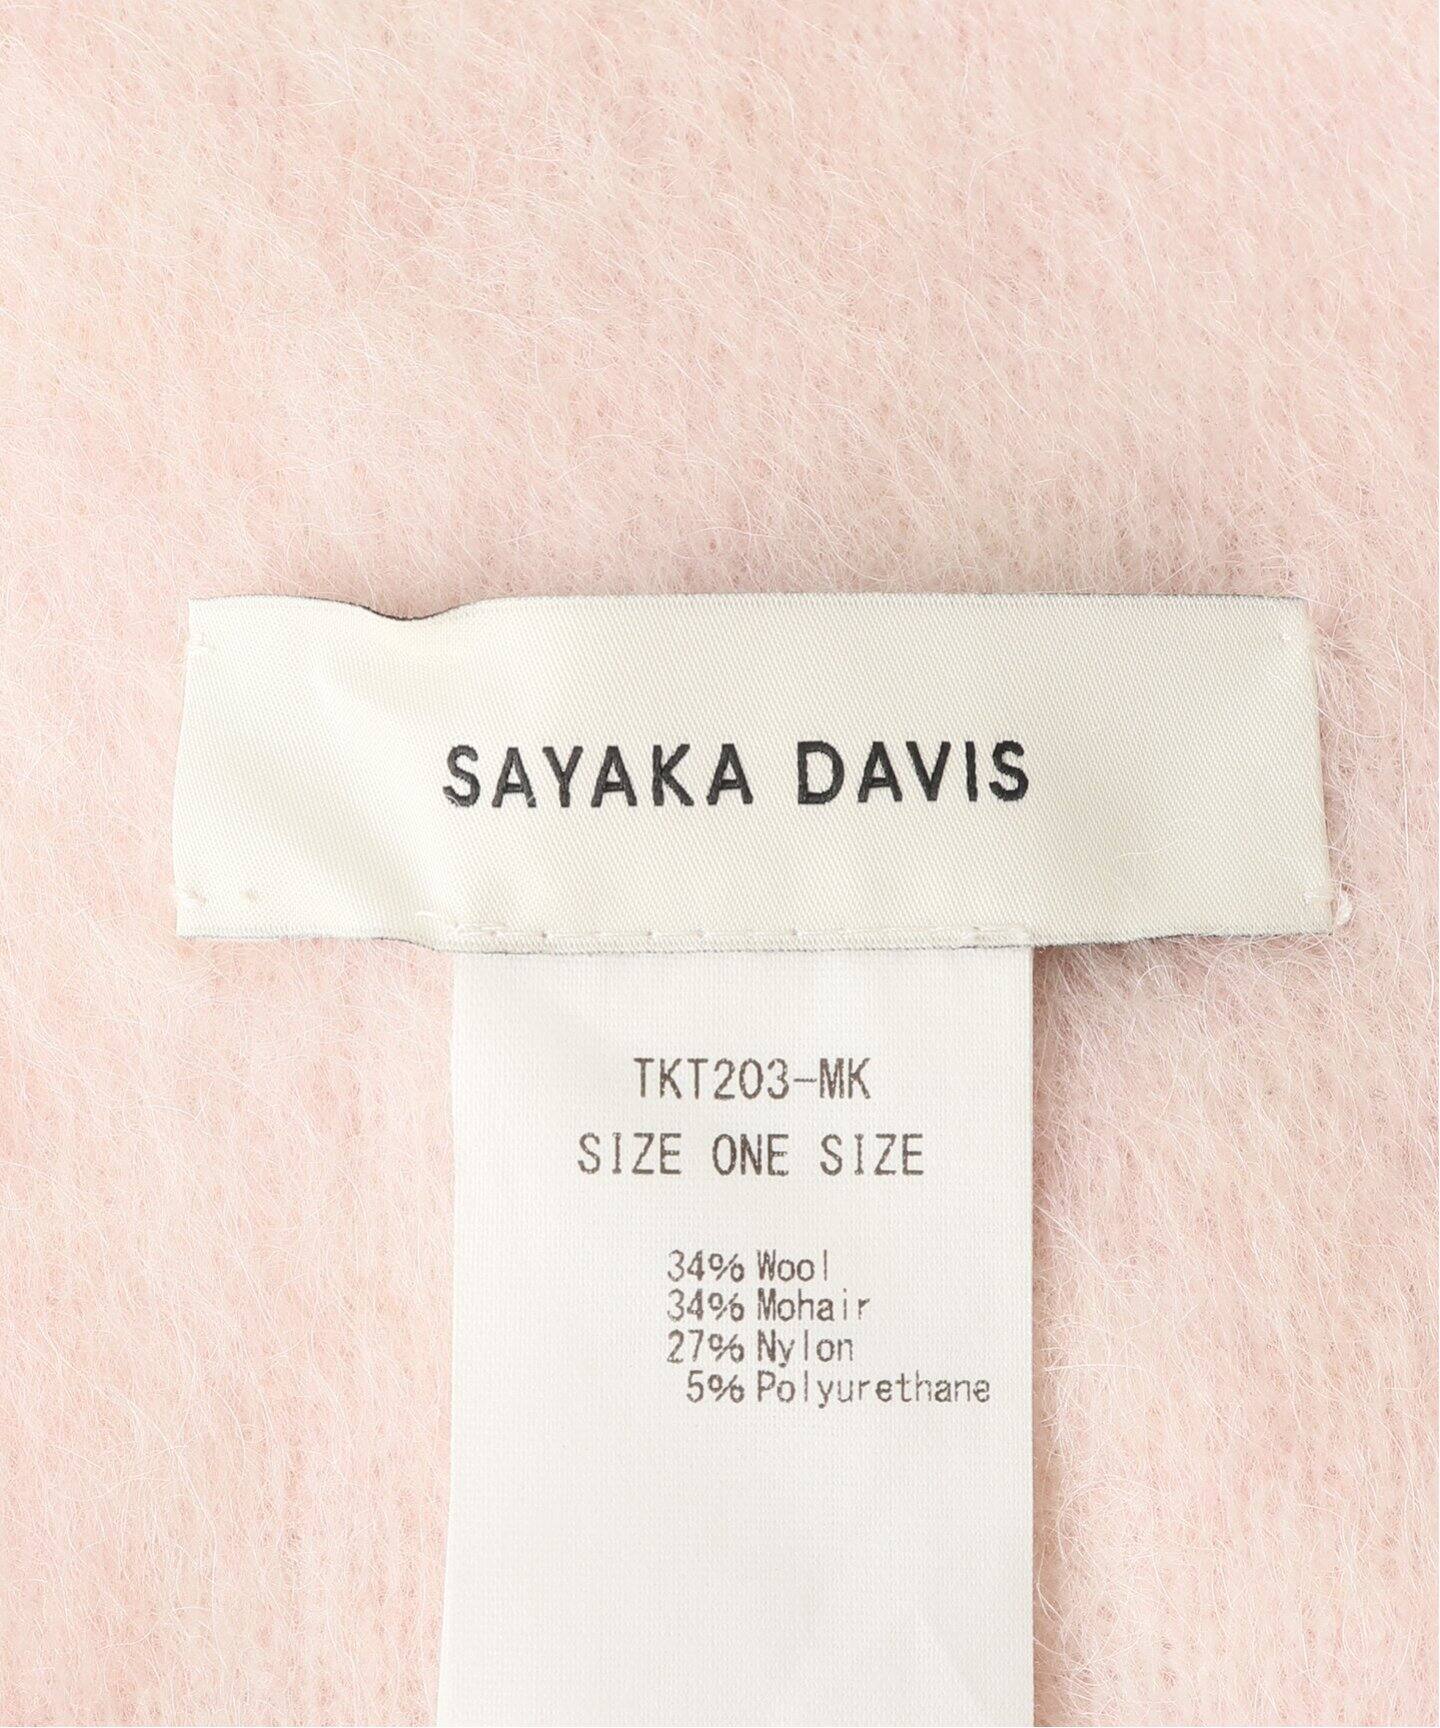 SAYAKA DAVIS
TKT203-MK
SIZE ONE SIZE
34% Wool
34% Mohair
27% Nylon
5% Polyurethane